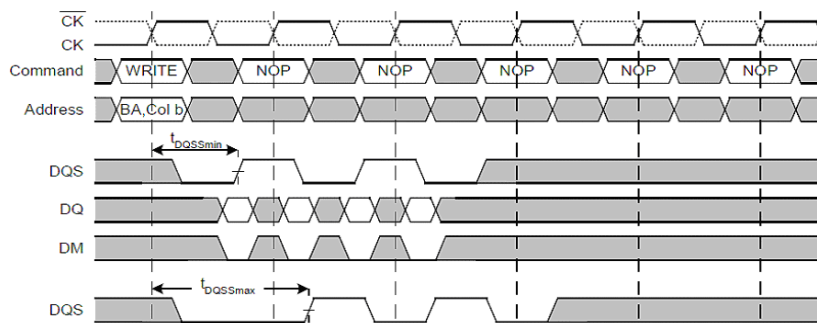 CK
CK
Command WRITE NOP NOP NOP NOP NOP
Address BA,Col b
tDQSSmin
DQS
DQ
DM
tDQSSmax
DQS